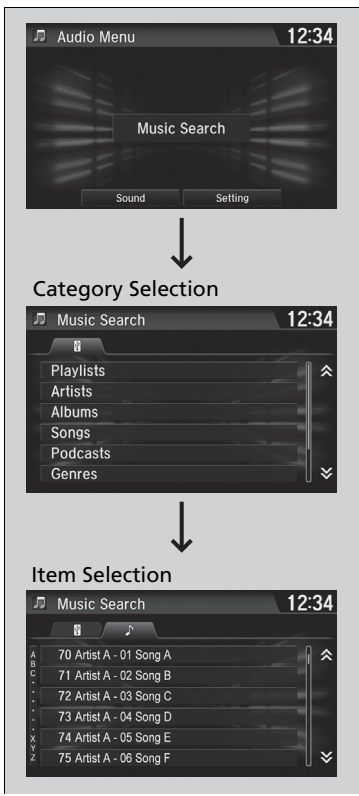 Audio Menu 12:34
Music Search
Sound Setting
Category Selection
Music Search 12:34
Playlists
Artists
Albums
Songs
Podcasts
Genres
Item Selection
Music Search 12:34
A
B
C
70 Artist A - 01 Song A
71 Artist A - 02 Song B
72 Artist A - 03 Song C
73 Artist A - 04 Song D
74 Artist A - 05 Song E
75 Artist A - 06 Song F
X
Y
Z